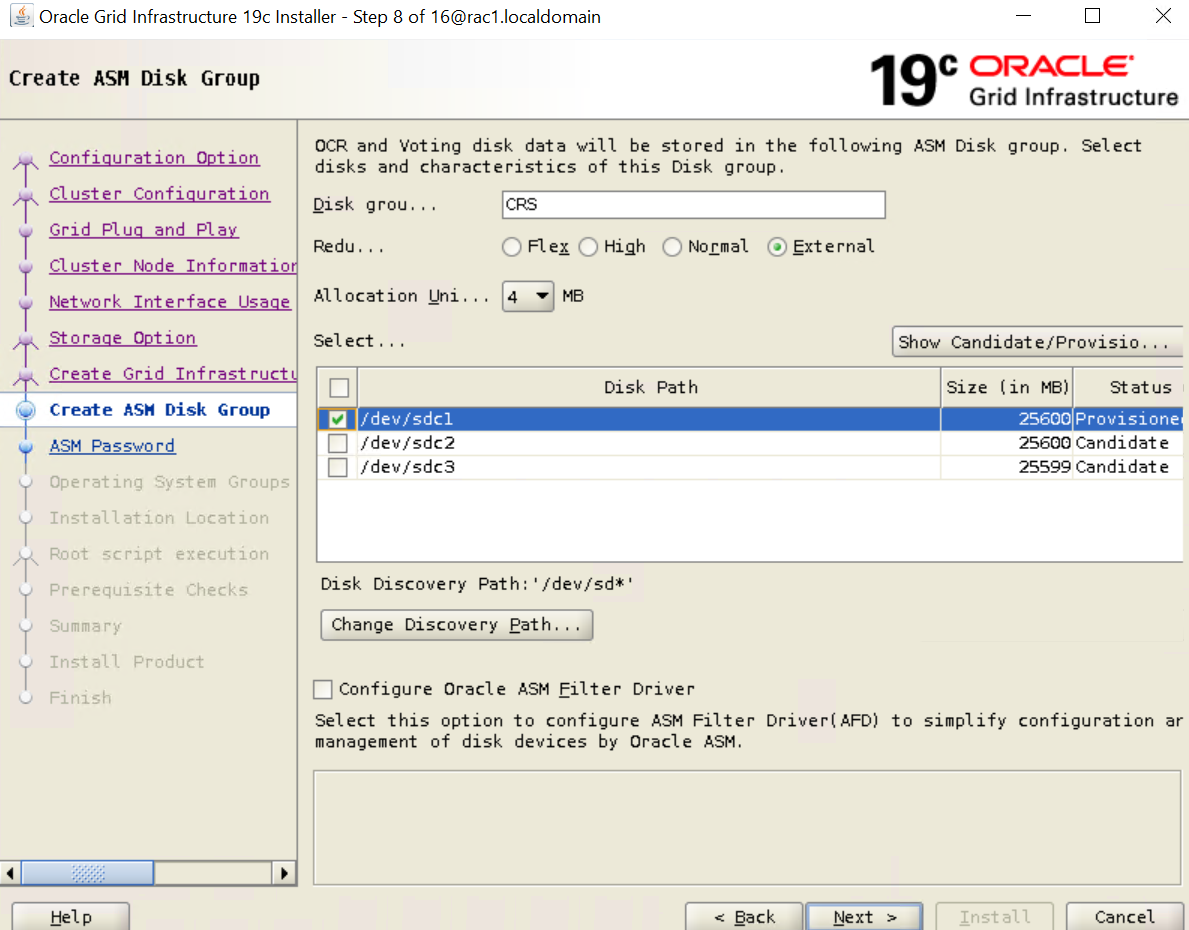 Oracle Grid Infrastructure 19c Installer - Step 8 of 16@rac1.localdomain
Create ASM Disk Group
19c ORACLE
Grid Infrastructure
Configuration Option
Cluster Configuration
Grid Plug and Play
Cluster Node Information
Network Interface Usage
Storage Option
Create Grid Infrastructu
Create ASM Disk Group
ASM Password
Operating System Groups
Installation Location
Root script execution
Prerequisite Checks
Summary
Install Product
Finish
OCR and Voting disk data will be stored in the following ASM Disk group. Select
disks and characteristics of this Disk group.
Disk grou... CRS
Redu... Flex High Normal External
Allocation Uni... 4 MB
Select... Show Candidate/Provisio...
Disk Path Size (in MB) Status
/dev/sdc1 25600 Provisione
/dev/sdc2 25600 Candidate
/dev/sdc3 25599 Candidate
Disk Discovery Path:'/dev/sd*'
Change Discovery Path...
Configure Oracle ASM Filter Driver
Select this option to configure ASM Filter Driver(AFD) to simplify configuration an
management of disk devices by Oracle ASM.
Help < Back Next > Install Cancel